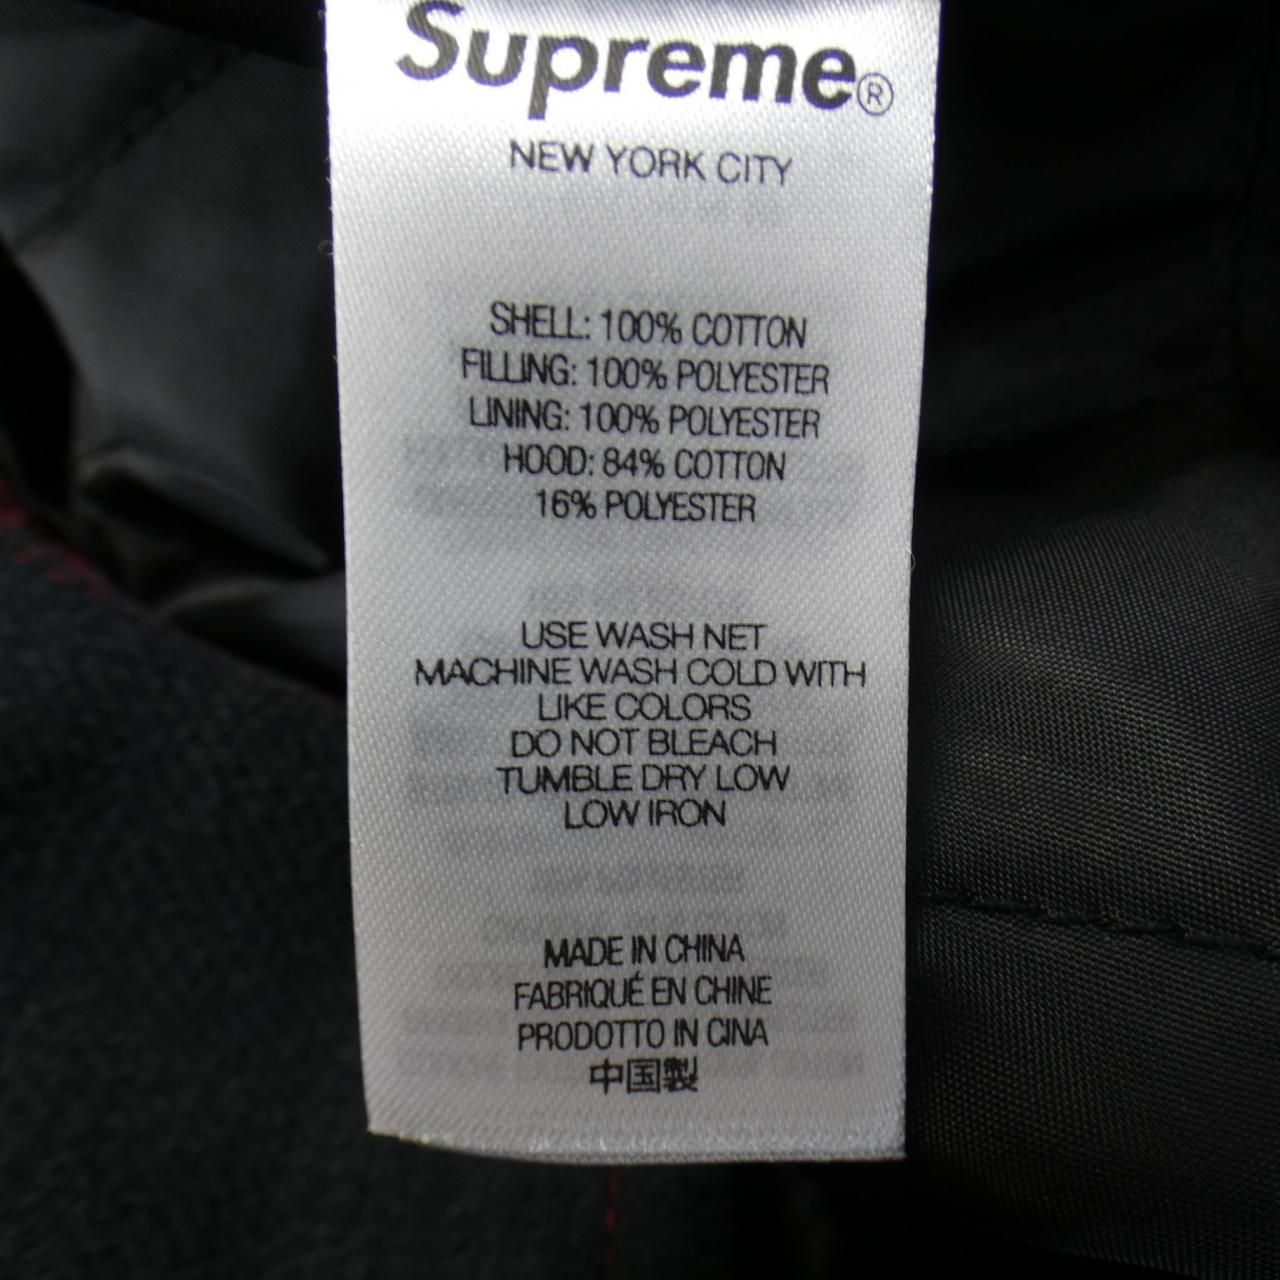 Supreme®
NEW YORK CITY
SHELL: 100% COTTON
FILLING: 100% POLYESTER
LINING: 100% POLYESTER
HOOD: 84% COTTON
16% POLYESTER
USE WASH NET
MACHINE WASH COLD WITH
LIKE COLORS
DO NOT BLEACH
TUMBLE DRY LOW
LOW IRON
MADE IN CHINA
FABRIQUÉ EN CHINE
PRODOTTO IN CINA
中国製